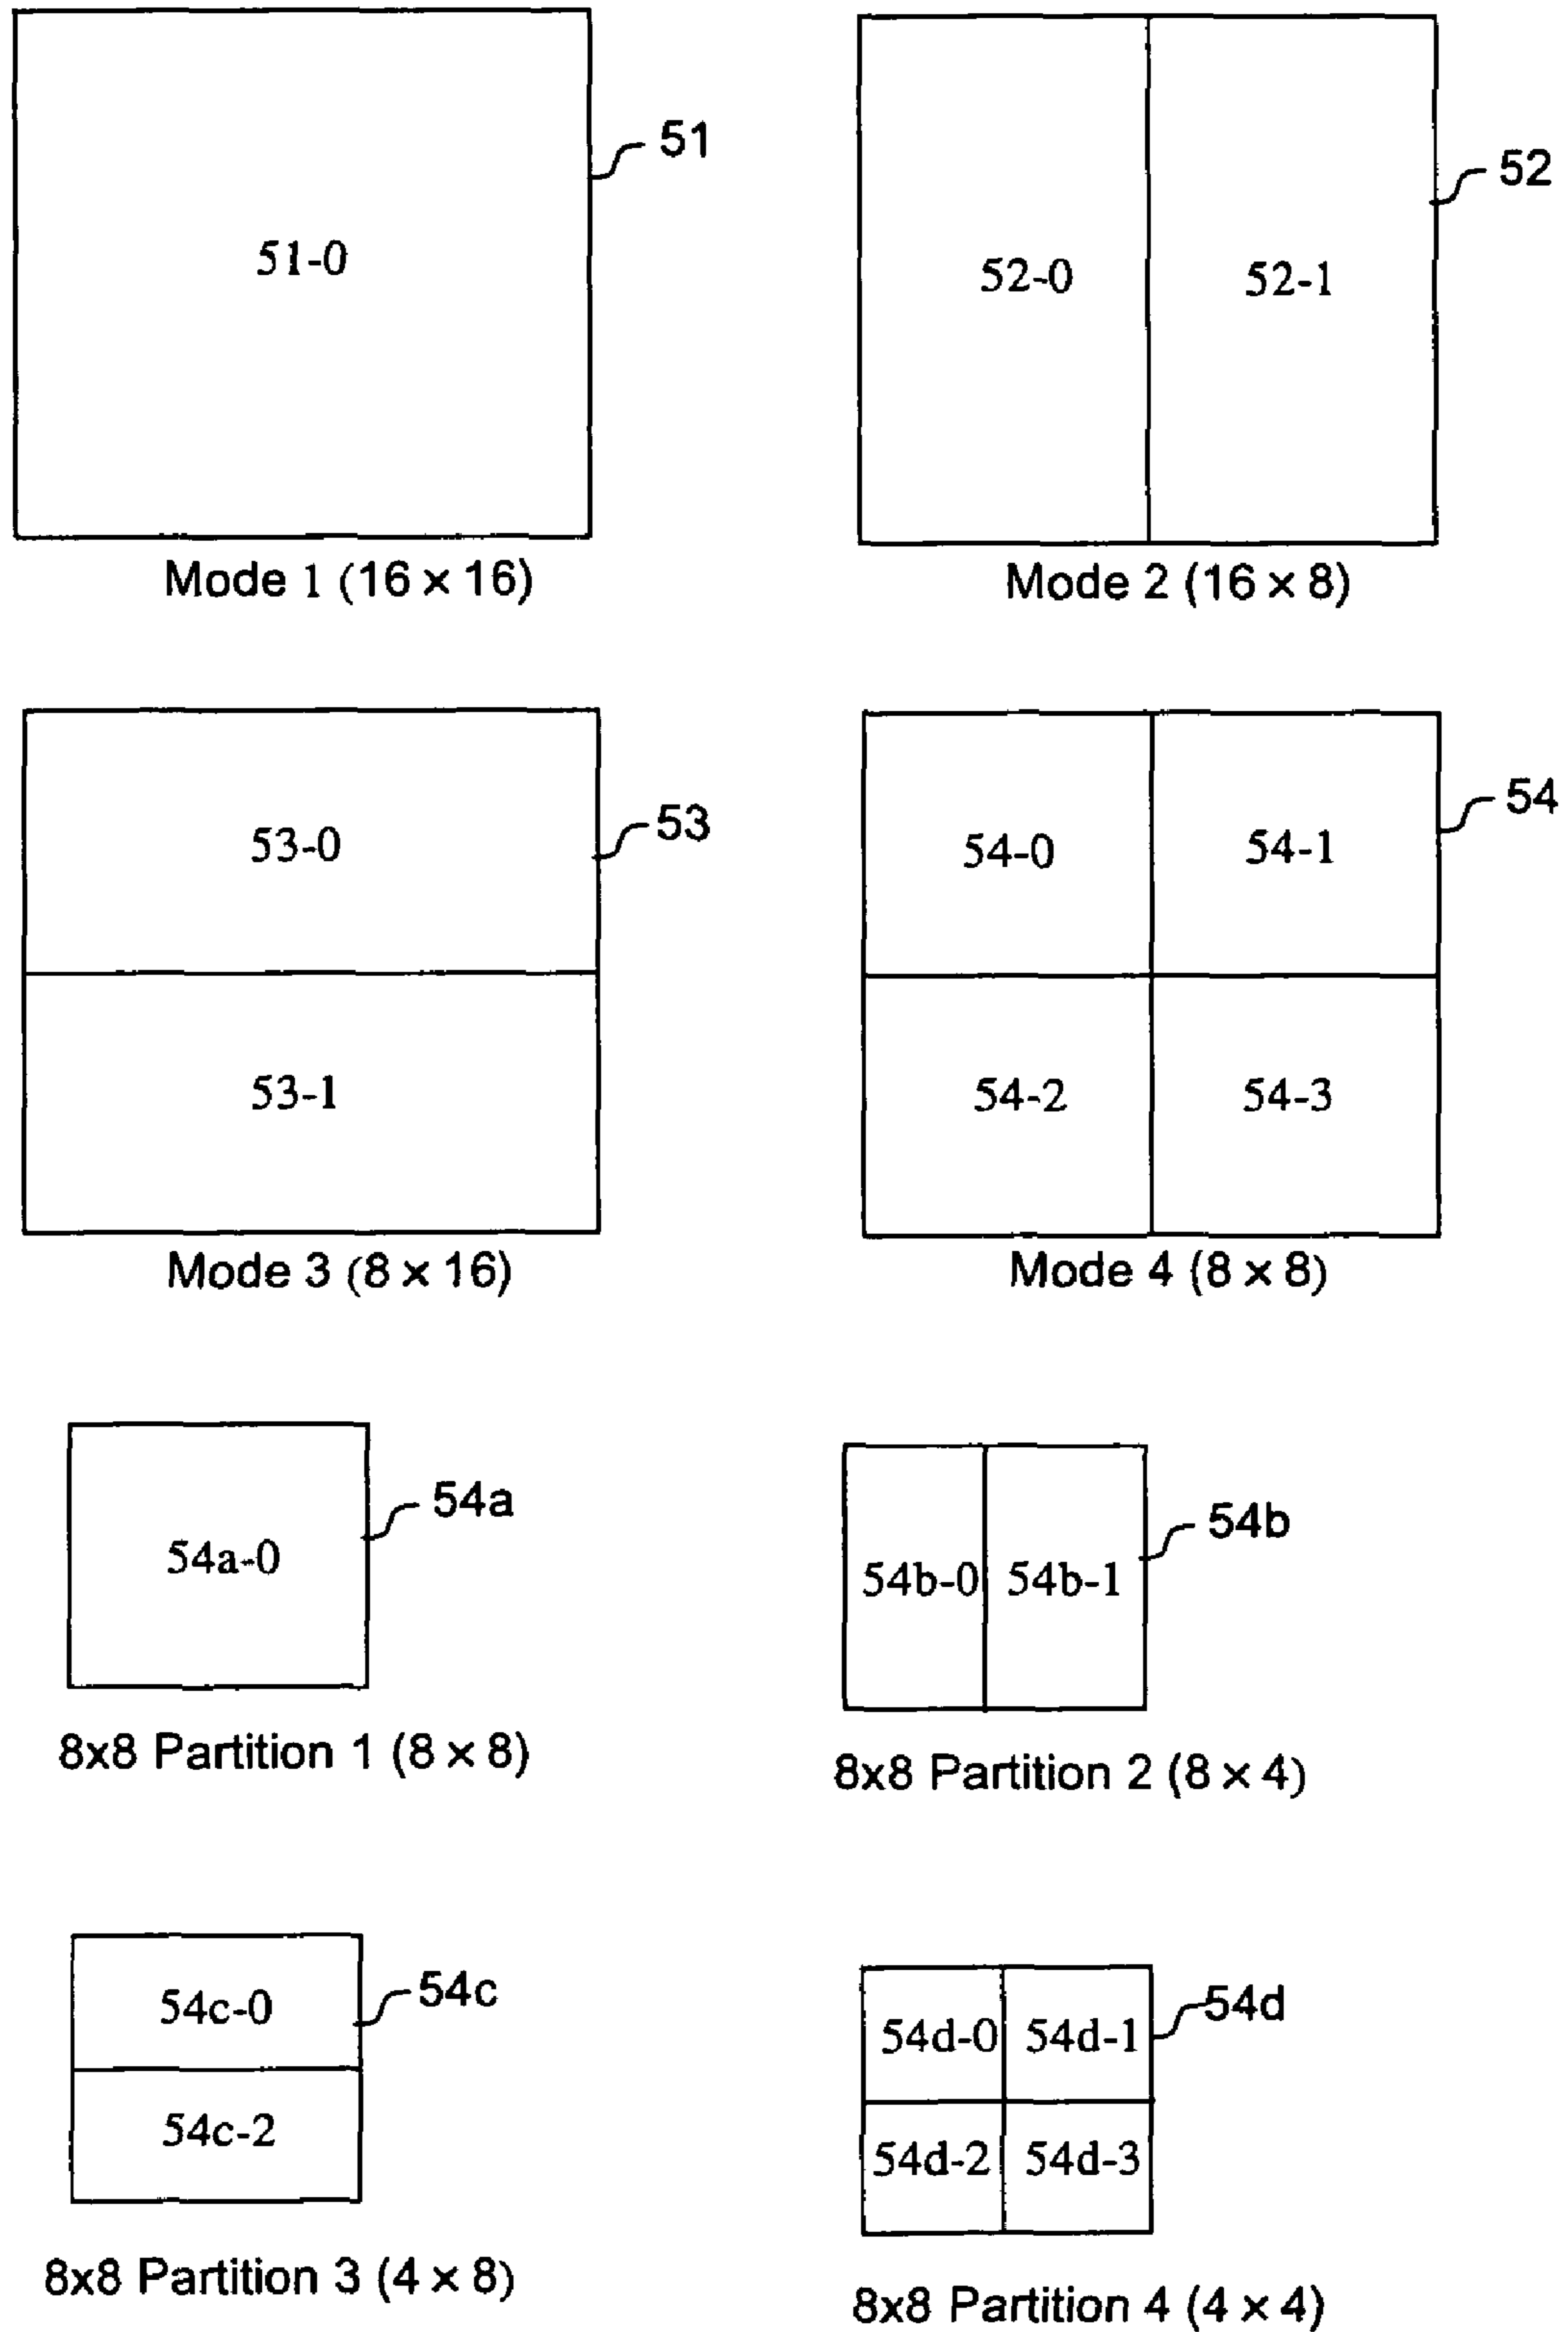 51
51-0
Mode 1 (16 × 16)
52
52-0 52-1
Mode 2 (16 × 8)
53
53-0
53-1
Mode 3 (8 × 16)
54
54-0 54-1
54-2 54-3
Mode 4 (8 × 8)
54a
54a-0
8x8 Partition 1 (8 × 8)
54b
54b-0 54b-1
8x8 Partition 2 (8 × 4)
54c
54c-0
54c-2
8x8 Partition 3 (4 × 8)
54d
54d-0 54d-1
54d-2 54d-3
8x8 Partition 4 (4 × 4)